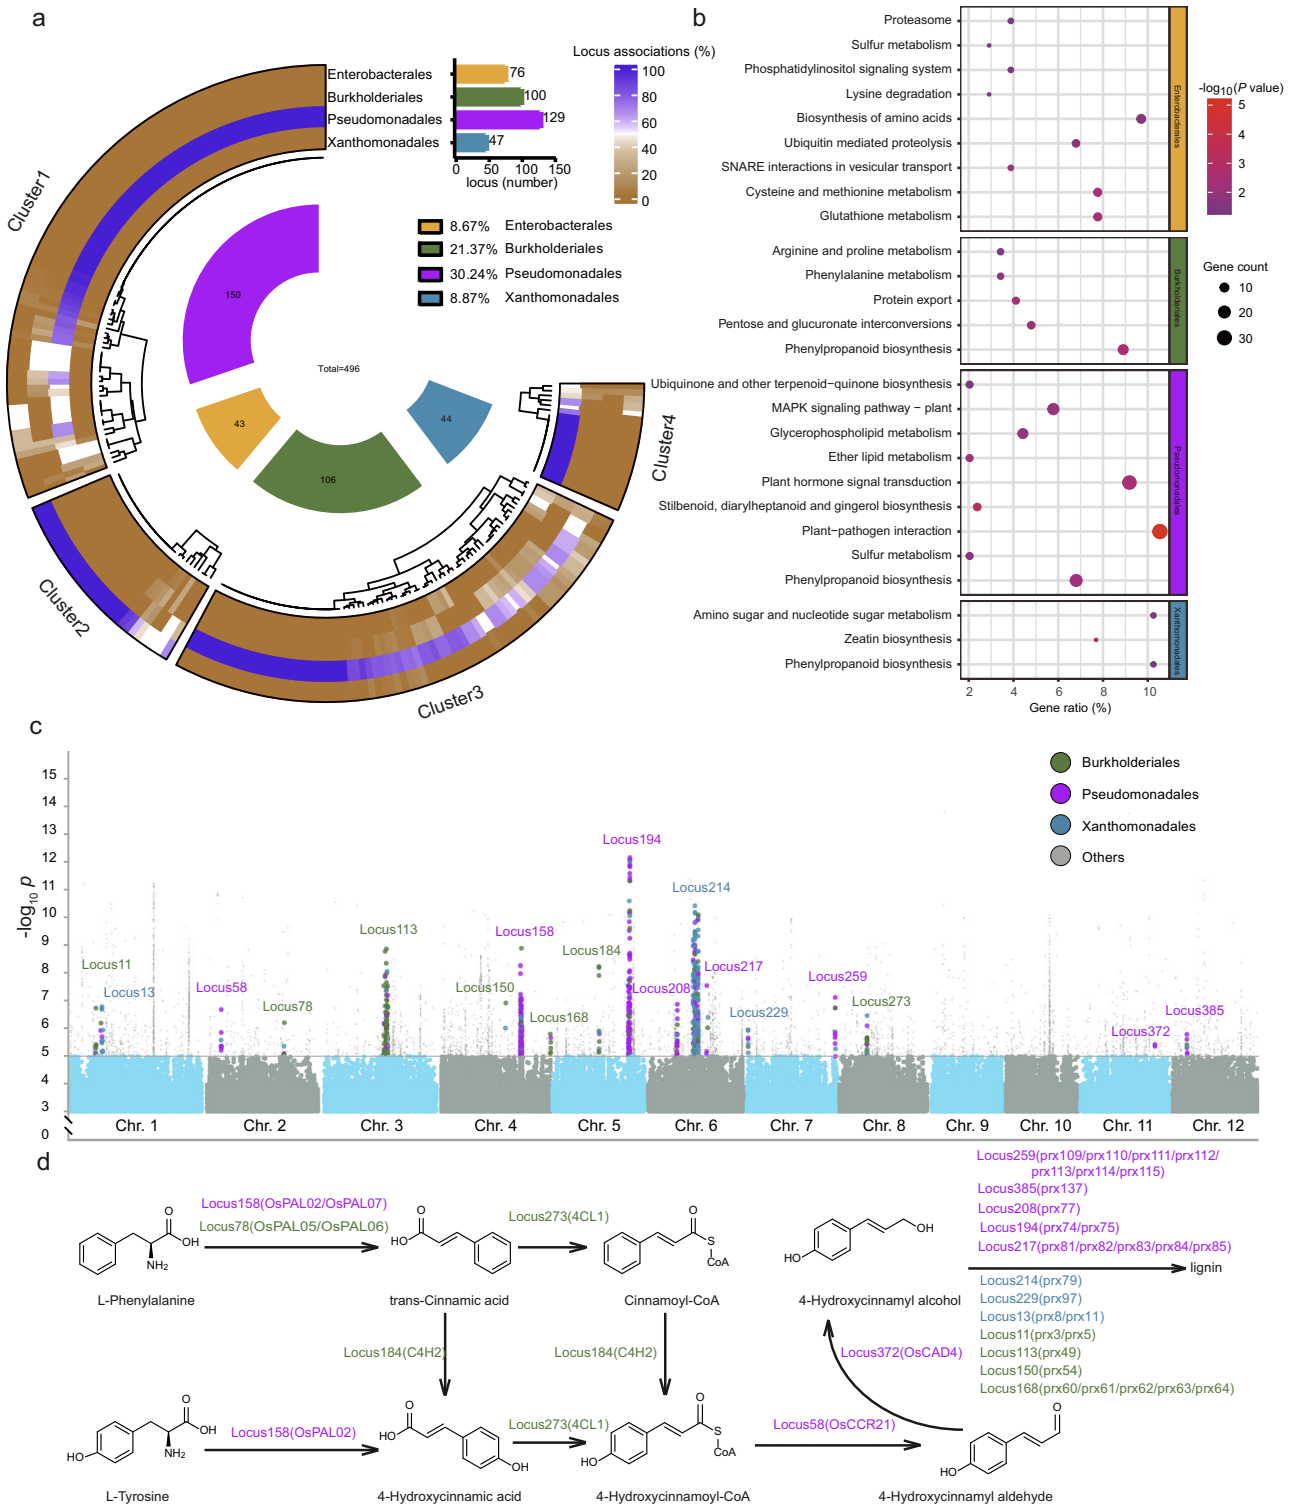 a
Enterobacterales
Burkholderiales
Pseudomonadales
Xanthomonadales
76
100
129
47
0 50 100 150
locus (number)
Locus associations (%)
100
80
60
40
20
0
Cluster1
Cluster2
Cluster3
Cluster4
8.67% Enterobacterales
21.37% Burkholderiales
30.24% Pseudomonadales
8.87% Xanthomonadales
150
43
106
44
Total=496
b
Proteasome
Sulfur metabolism
Phosphatidylinositol signaling system
Lysine degradation
Biosynthesis of amino acids
Ubiquitin mediated proteolysis
SNARE interactions in vesicular transport
Cysteine and methionine metabolism
Glutathione metabolism
Enterobacterales
Arginine and proline metabolism
Phenylalanine metabolism
Protein export
Pentose and glucuronate interconversions
Phenylpropanoid biosynthesis
Burkholderiales
Ubiquinone and other terpenoid−quinone biosynthesis
MAPK signaling pathway − plant
Glycerophospholipid metabolism
Ether lipid metabolism
Plant hormone signal transduction
Stilbenoid, diarylheptanoid and gingerol biosynthesis
Plant−pathogen interaction
Sulfur metabolism
Phenylpropanoid biosynthesis
Pseudomonadales
Amino sugar and nucleotide sugar metabolism
Zeatin biosynthesis
Phenylpropanoid biosynthesis
Xanthomonadales
2 4 6 8 10
Gene ratio (%)
-log10(P value)
5
4
3
2
Gene count
10
20
30
c
-log10 p
15
14
13
12
11
10
9
8
7
6
5
4
3
0
Burkholderiales
Pseudomonadales
Xanthomonadales
Others
Locus11
Locus13
Locus58
Locus78
Locus113
Locus150
Locus158
Locus168
Locus184
Locus194
Locus208
Locus214
Locus217
Locus229
Locus259
Locus273
Locus372
Locus385
Chr. 1 Chr. 2 Chr. 3 Chr. 4 Chr. 5 Chr. 6 Chr. 7 Chr. 8 Chr. 9 Chr. 10 Chr. 11 Chr. 12
d
Locus158(OsPAL02/OsPAL07)
Locus78(OsPAL05/OsPAL06)
O
OH
NH2
L-Phenylalanine
O
HO
trans-Cinnamic acid
Locus273(4CL1)
O
S
CoA
Cinnamoyl-CoA
OH
HO
4-Hydroxycinnamyl alcohol
Locus259(prx109/prx110/prx111/prx112/
prx113/prx114/prx115)
Locus385(prx137)
Locus208(prx77)
Locus194(prx74/prx75)
Locus217(prx81/prx82/prx83/prx84/prx85)
lignin
Locus214(prx79)
Locus229(prx97)
Locus13(prx8/prx11)
Locus11(prx3/prx5)
Locus113(prx49)
Locus150(prx54)
Locus168(prx60/prx61/prx62/prx63/prx64)
Locus184(C4H2)
Locus184(C4H2)
Locus372(OsCAD4)
O
OH
NH2
HO
L-Tyrosine
Locus158(OsPAL02)
O
HO
OH
4-Hydroxycinnamic acid
Locus273(4CL1)
O
S
CoA
HO
4-Hydroxycinnamoyl-CoA
Locus58(OsCCR21)
O
HO
4-Hydroxycinnamyl aldehyde